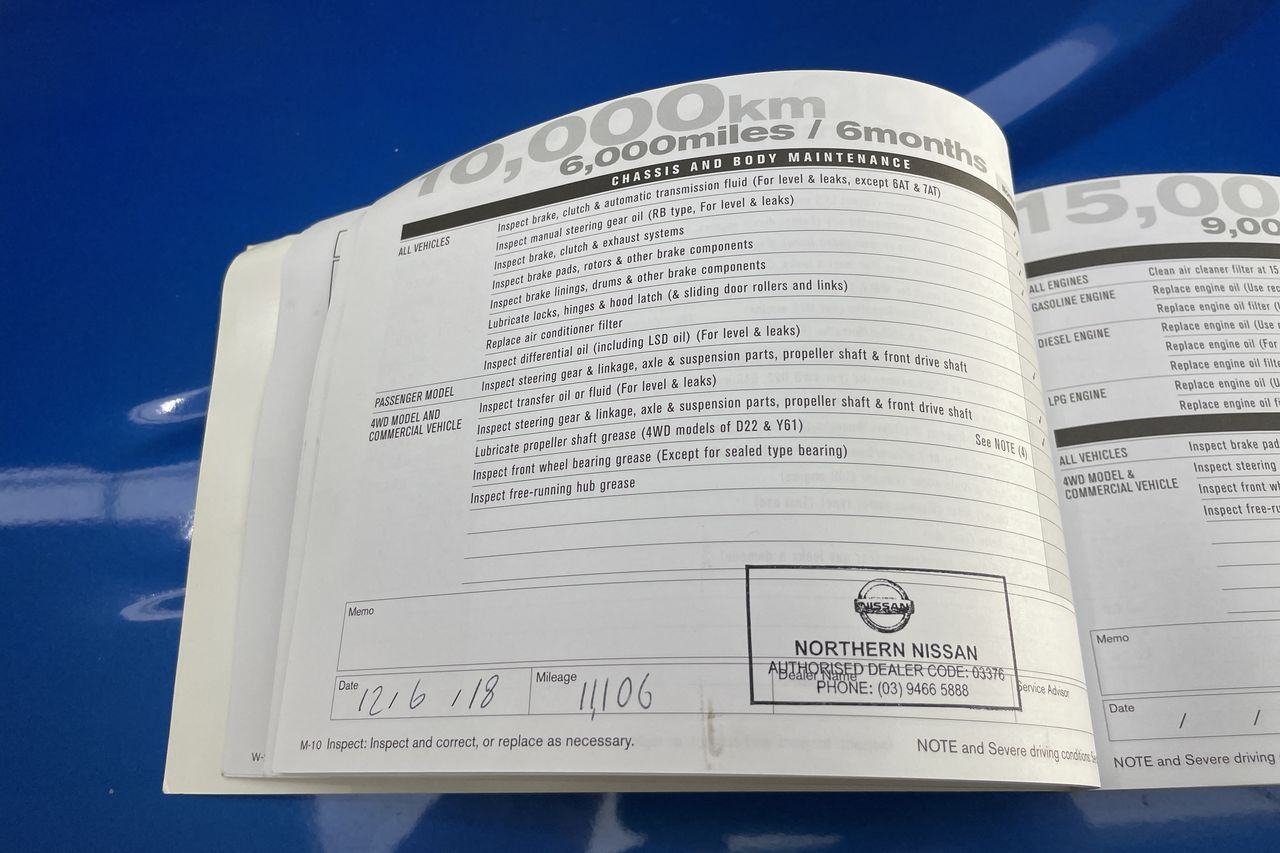 10,000km
6,000miles / 6months
CHASSIS AND BODY MAINTENANCE
ALL VEHICLES
Inspect brake, clutch & automatic transmission fluid (For level & leaks, except 6AT & 7AT)
Inspect manual steering gear oil (RB type, For level & leaks)
Inspect brake, clutch & exhaust systems
Inspect brake pads, rotors & other brake components
Inspect brake linings, drums & other brake components
Lubricate locks, hinges & hood latch (& sliding door rollers and links)
Replace air conditioner filter
Inspect differential oil (including LSD oil) (For level & leaks)
PASSENGER MODEL
Inspect steering gear & linkage, axle & suspension parts, propeller shaft & front drive shaft
4WD MODEL AND
COMMERCIAL VEHICLE
Inspect transfer oil or fluid (For level & leaks)
Inspect steering gear & linkage, axle & suspension parts, propeller shaft & front drive shaft
Lubricate propeller shaft grease (4WD models of D22 & Y61)
See NOTE (4)
Inspect front wheel bearing grease (Except for sealed type bearing)
Inspect free-running hub grease
Memo
NISSAN
NORTHERN NISSAN
AUTHORISED DEALER CODE: 03376
PHONE: (03) 9466 5888
Date 12/6/18
Mileage 11,106
Dealer Name
Service Advisor
M-10 Inspect: Inspect and correct, or replace as necessary.
NOTE and Severe driving conditions
W-
15,00
9,00
ALL ENGINES
Clean air cleaner filter at 15
GASOLINE ENGINE
Replace engine oil (Use rec
Replace engine oil filter (
DIESEL ENGINE
Replace engine oil (Use
Replace engine oil (For
Replace engine oil filte
LPG ENGINE
Replace engine oil (U
Replace engine oil f
ALL VEHICLES
Inspect brake pad
4WD MODEL &
COMMERCIAL VEHICLE
Inspect steering
Inspect front wh
Inspect free-ru
Memo
Date / /
NOTE and Severe driving